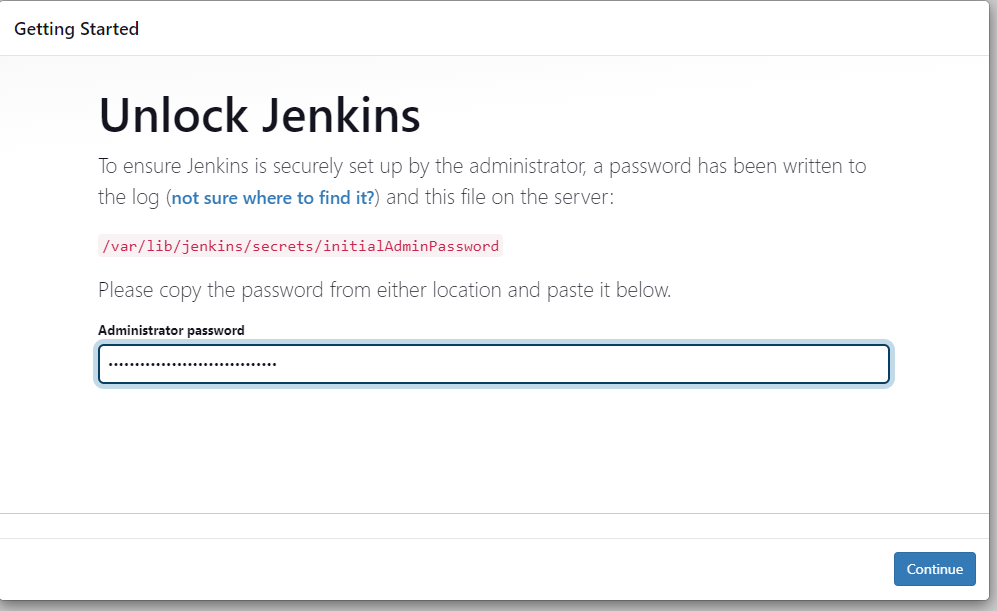 Getting Started
Unlock Jenkins
To ensure Jenkins is securely set up by the administrator, a password has been written to
the log (not sure where to find it?) and this file on the server:
/var/lib/jenkins/secrets/initialAdminPassword
Please copy the password from either location and paste it below.
Administrator password
••••••••••••••••••••••••••••••••
Continue